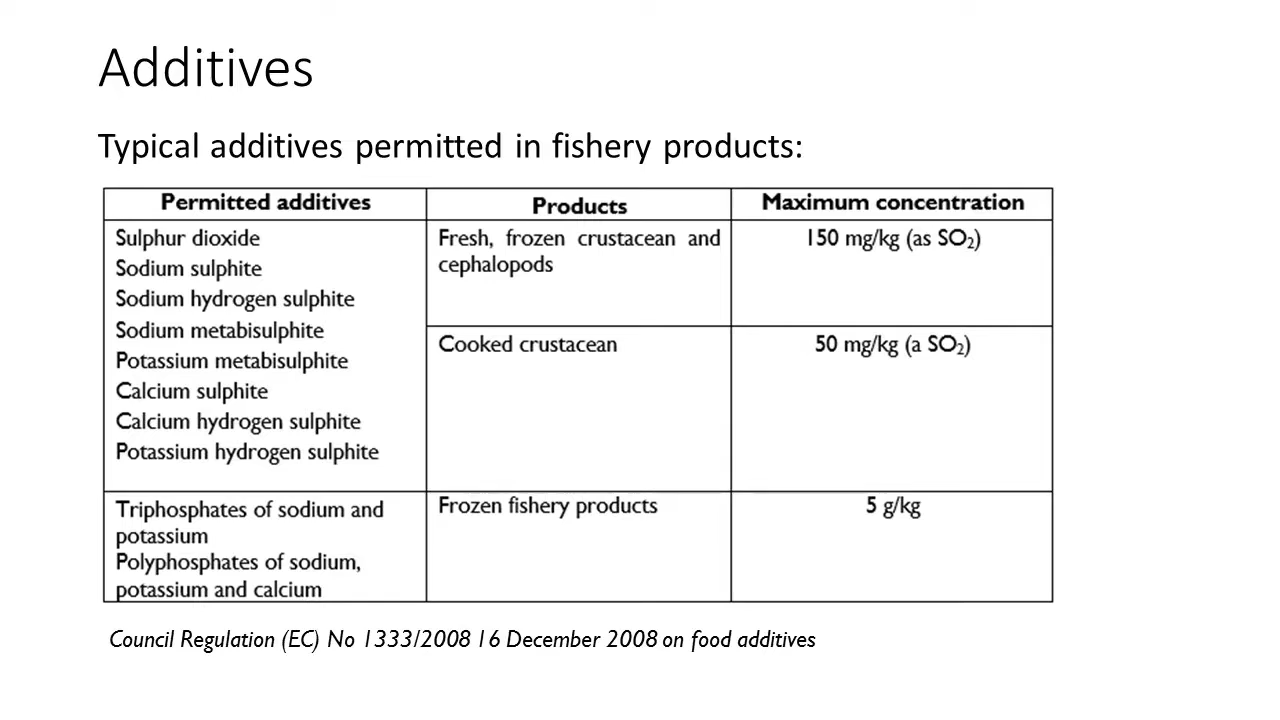 Additives
Typical additives permitted in fishery products:
Permitted additives
Products
Maximum concentration
Sulphur dioxide
Sodium sulphite
Sodium hydrogen sulphite
Sodium metabisulphite
Potassium metabisulphite
Calcium sulphite
Calcium hydrogen sulphite
Potassium hydrogen sulphite
Fresh, frozen crustacean and
cephalopods
150 mg/kg (as SO₂)
Cooked crustacean
50 mg/kg (a SO₂)
Triphosphates of sodium and
potassium
Polyphosphates of sodium,
potassium and calcium
Frozen fishery products
5 g/kg
Council Regulation (EC) No 1333/2008 16 December 2008 on food additives